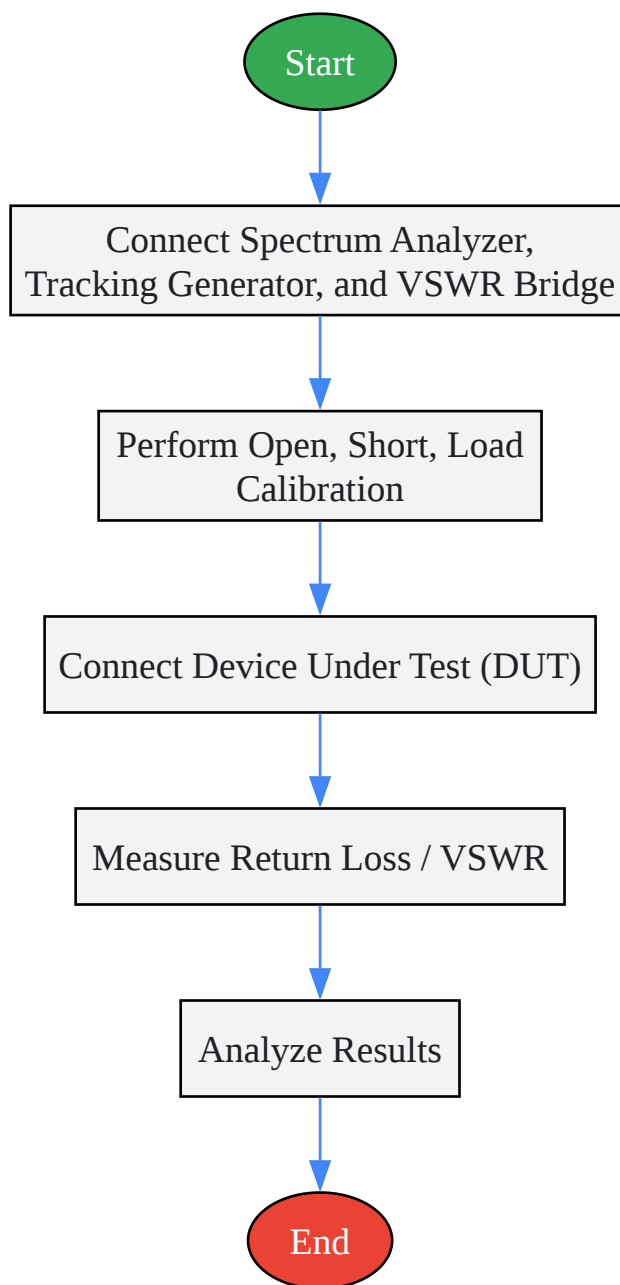 Start
Connect Spectrum Analyzer,
Tracking Generator, and VSWR Bridge
Perform Open, Short, Load
Calibration
Connect Device Under Test (DUT)
Measure Return Loss / VSWR
Analyze Results
End